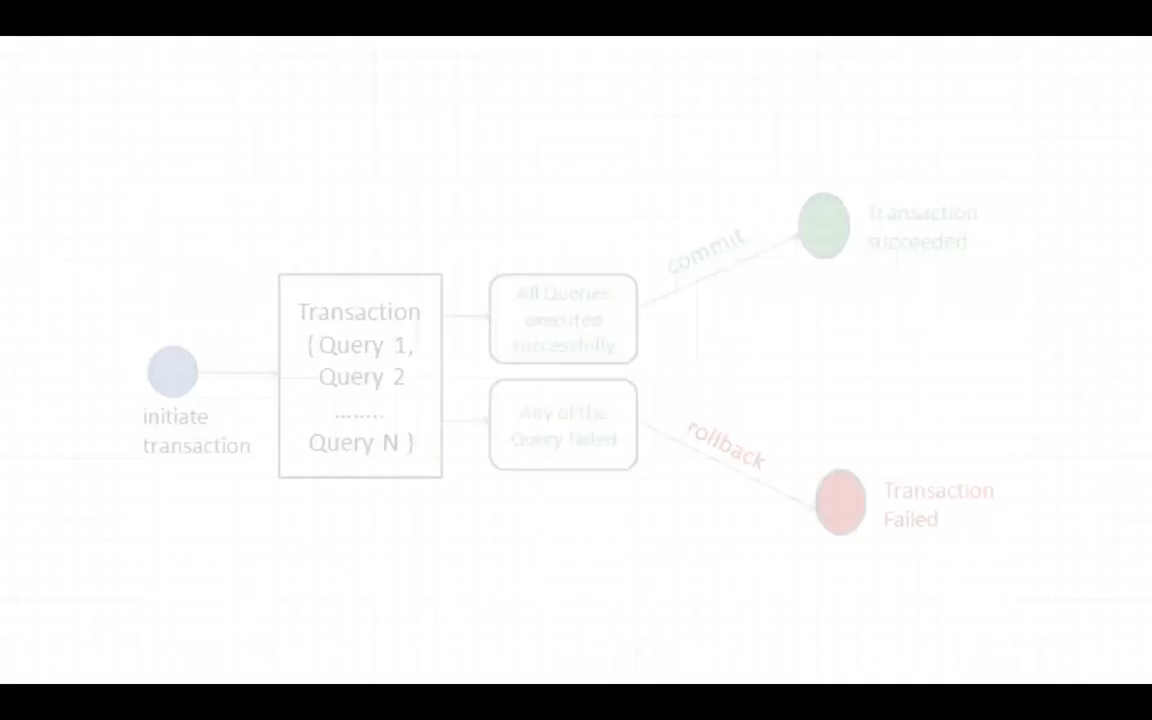 initiate
transaction
Transaction
{ Query 1,
Query 2
........
Query N }
All Queries
executed
successfully
Any of the
Query failed
commit
Transaction
succeeded
rollback
Transaction
Failed